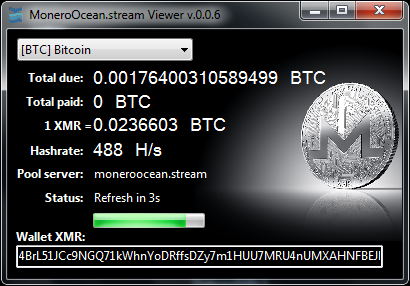 MoneroOcean.stream Viewer v.0.0.6
[BTC] Bitcoin
Total due: 0.00176400310589499 BTC
Total paid: 0 BTC
1 XMR = 0.0236603 BTC
Hashrate: 488 H/s
Pool server: moneroocean.stream
Status: Refresh in 3s
Wallet XMR:
4BrL51JCc9NGQ71kWhnYoDRffsDZy7m1HUU7MRU4nUMXAHNFBEJI